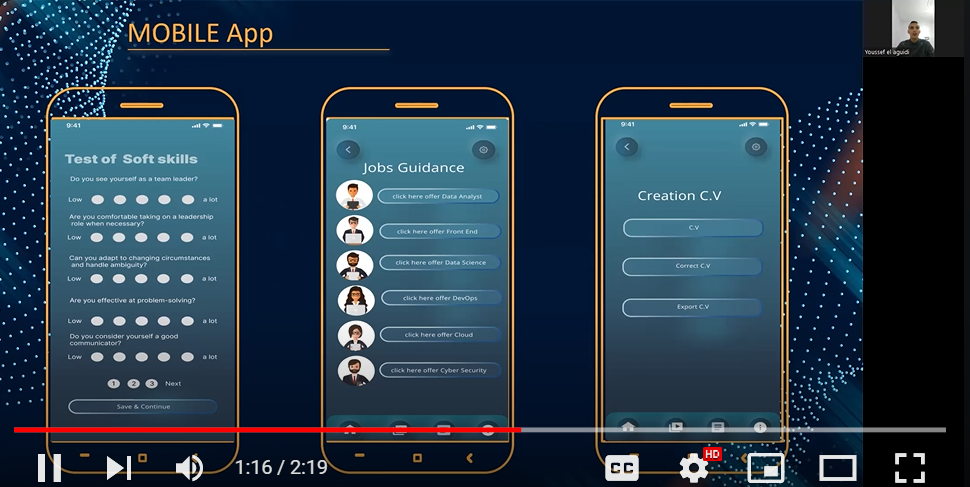 MOBILE App
Youssef el aguidi
9:41
Test of Soft skills
Do you see yourself as a team leader?
Low a lot
Are you comfortable taking on a leadership
role when necessary?
Low a lot
Can you adapt to changing circumstances
and handle ambiguity?
Low a lot
Are you effective at problem-solving?
Low a lot
Do you consider yourself a good
communicator?
Low a lot
1 2 3 Next
Save & Continue
9:41
Jobs Guidance
click here offer Data Analyst
click here offer Front End
click here offer Data Science
click here offer DevOps
click here offer Cloud
click here offer Cyber Security
9:41
Creation C.V
C.V
Correct C.V
Export C.V
1:16 / 2:19
CC
HD